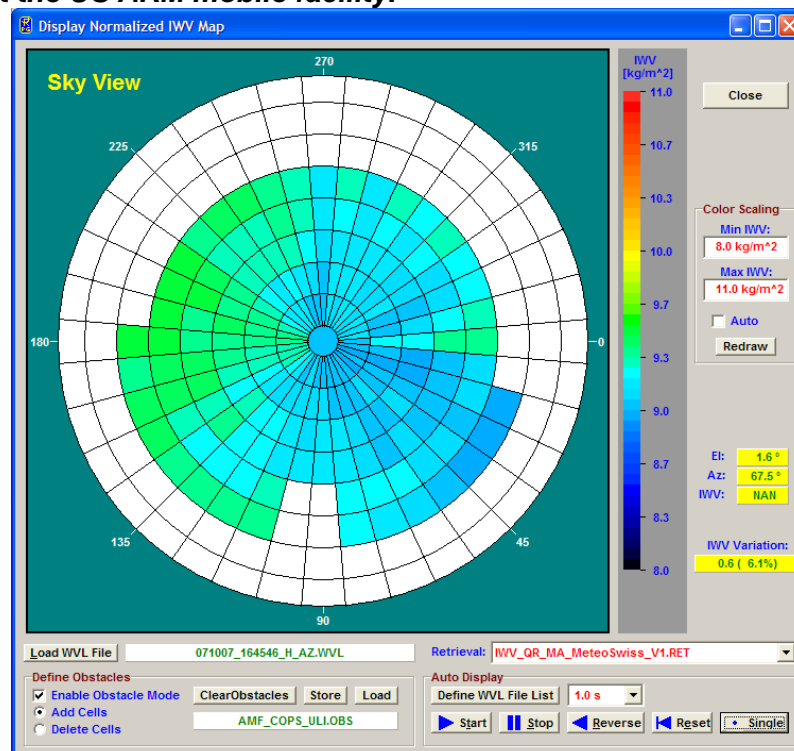 t the US ARM mobile facility.
Display Normalized IWV Map
Sky View
270
225
315
180
0
135
45
90
IWV
[kg/m^2]
11.0
10.7
10.3
10.0
9.7
9.3
9.0
8.7
8.3
8.0
Close
Color Scaling
Min IWV:
8.0 kg/m^2
Max IWV:
11.0 kg/m^2
Auto
Redraw
El: 1.6 °
Az: 67.5 °
IWV: NAN
IWV Variation:
0.6 ( 6.1%)
Load WVL File 071007_164546_H_AZ.WVL Retrieval: IWV_QR_MA_MeteoSwiss_V1.RET
Define Obstacles
Enable Obstacle Mode ClearObstacles Store Load
Add Cells
Delete Cells
AMF_COPS_ULI.OBS
Auto Display
Define WVL File List 1.0 s
Start Stop Reverse Reset Single